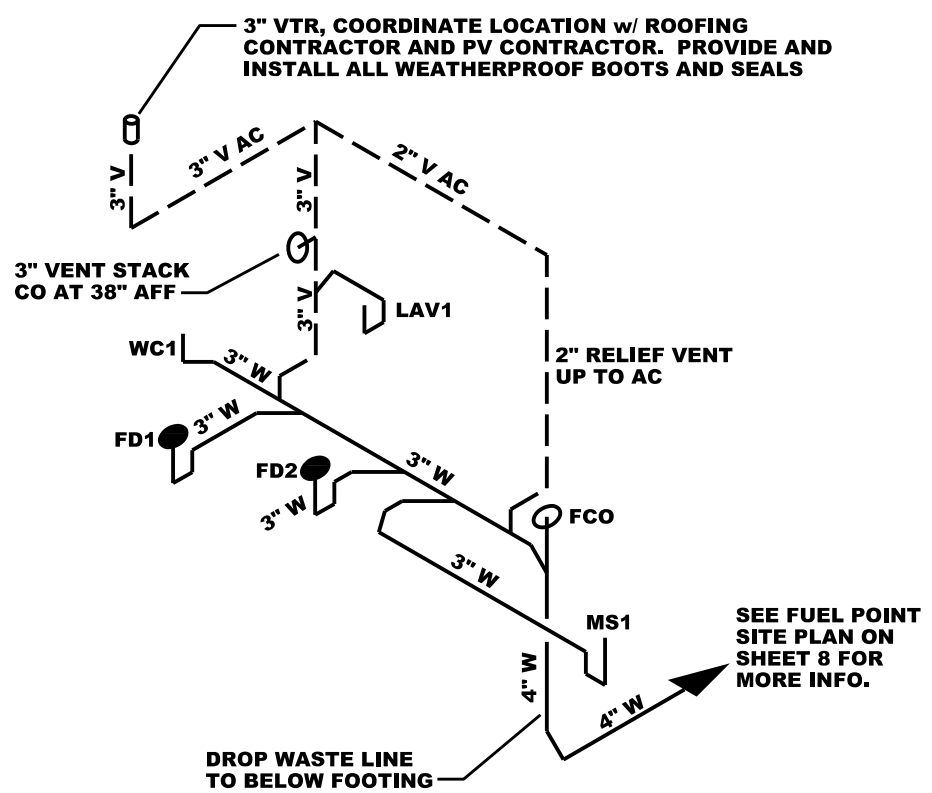 3" VTR, COORDINATE LOCATION w/ ROOFING
CONTRACTOR AND PV CONTRACTOR. PROVIDE AND
INSTALL ALL WEATHERPROOF BOOTS AND SEALS
3" V AC
2" V AC
3" V
3" V
3" VENT STACK
CO AT 38" AFF
3" V
LAV1
WC1
3" W
2" RELIEF VENT
UP TO AC
3" W
FD1
FD2
3" W
3" W
FCO
3" W
MS1
SEE FUEL POINT
SITE PLAN ON
SHEET 8 FOR
MORE INFO.
4" W
4" W
DROP WASTE LINE
TO BELOW FOOTING